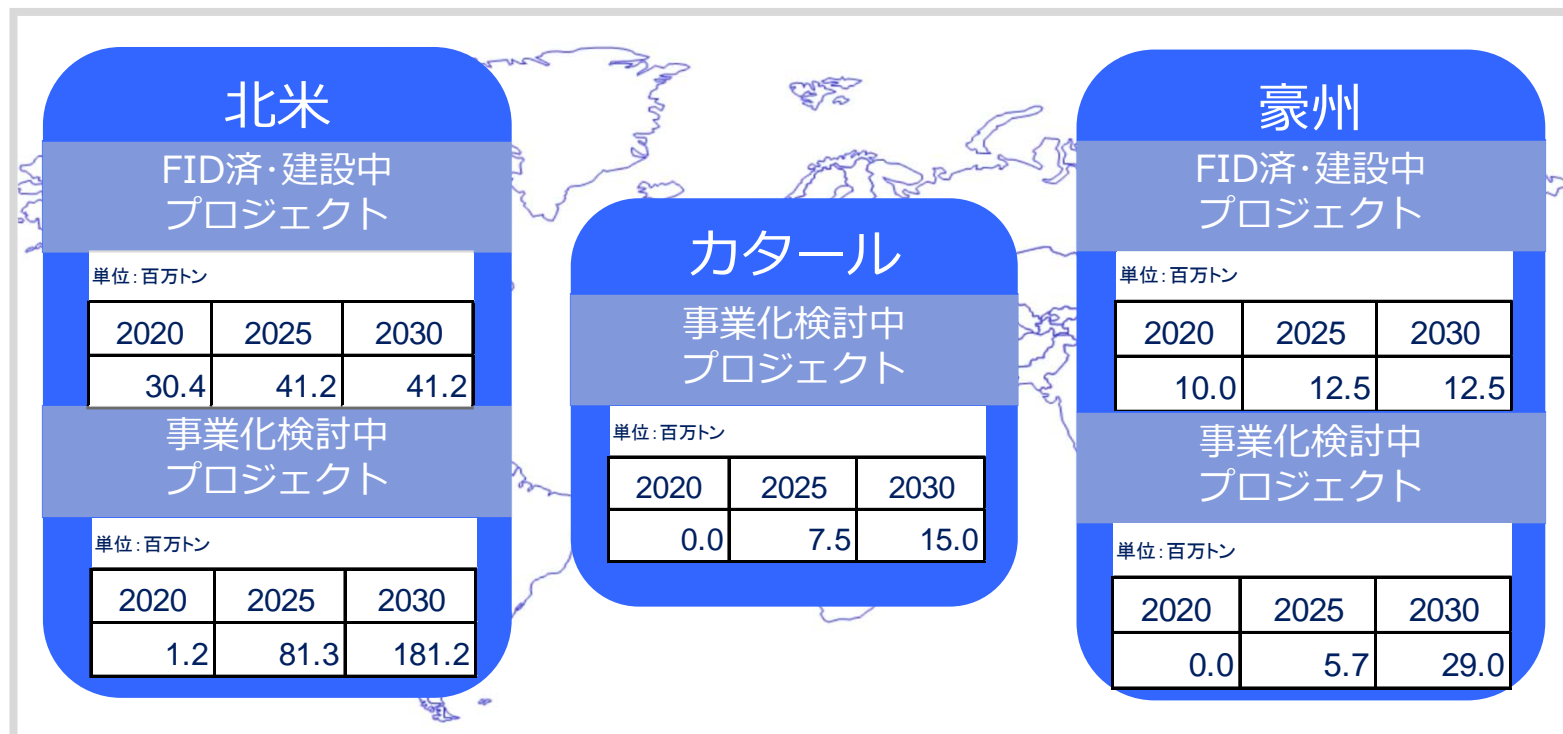 北米
FID済・建設中
プロジェクト
単位：百万トン
2020 2025 2030
30.4 41.2 41.2
事業化検討中
プロジェクト
単位：百万トン
2020 2025 2030
1.2 81.3 181.2
カタール
事業化検討中
プロジェクト
単位：百万トン
2020 2025 2030
0.0 7.5 15.0
豪州
FID済・建設中
プロジェクト
単位：百万トン
2020 2025 2030
10.0 12.5 12.5
事業化検討中
プロジェクト
単位：百万トン
2020 2025 2030
0.0 5.7 29.0